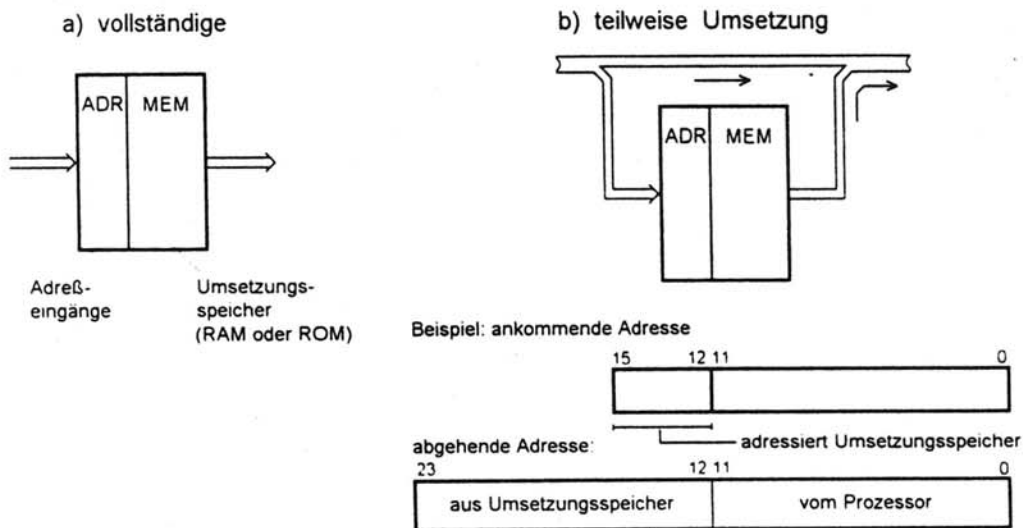 a) vollständige
b) teilweise Umsetzung
ADR MEM
ADR MEM
Adreß-
eingänge
Umsetzungs-
speicher
(RAM oder ROM)
Beispiel: ankommende Adresse
15 12 11 0
adressiert Umsetzungsspeicher
abgehende Adresse:
23 12 11 0
aus Umsetzungsspeicher vom Prozessor